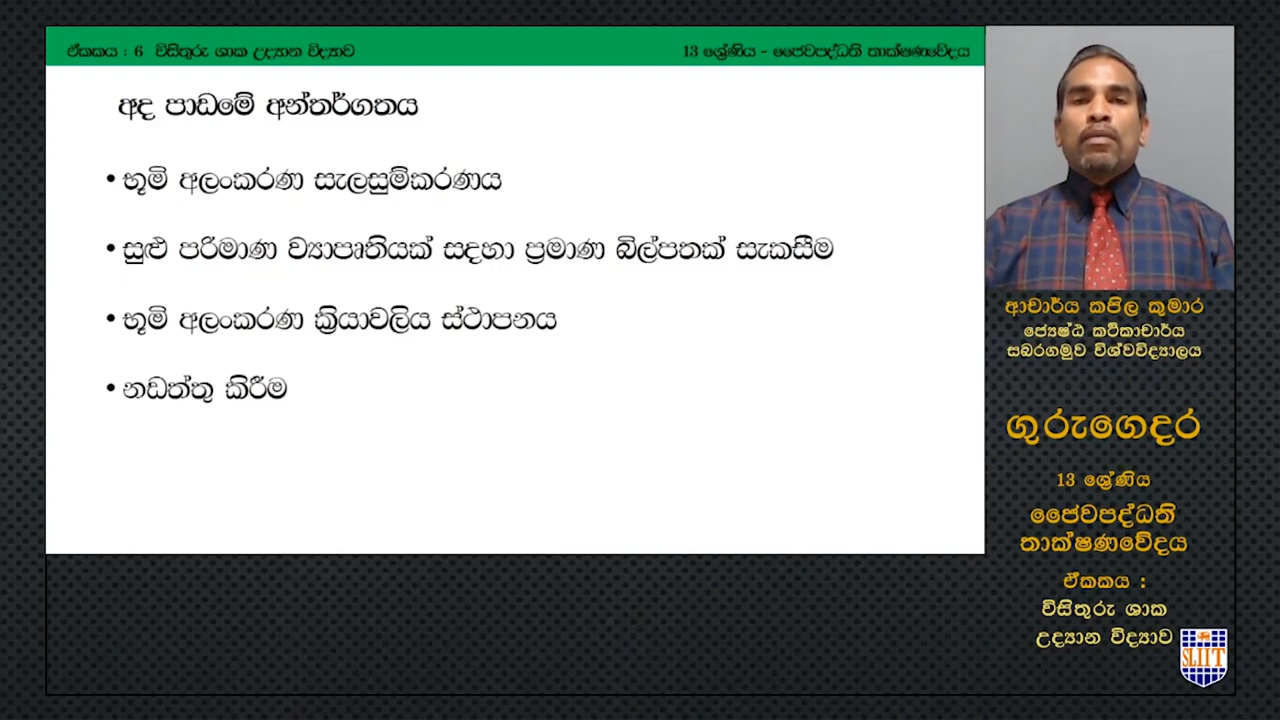 ඒකකය : 6 විසිතුරු ශාක උද්‍යාන විද්‍යාව
13 ශ්‍රේණිය - ජෛවපද්ධති තාක්ෂණවේදය
අද පාඩමේ අන්තර්ගතය
• භූමි අලංකරණ සැලසුම්කරණය
• සුළු පරිමාණ ව්‍යාපෘතියක් සඳහා ප්‍රමාණ බිල්පතක් සැකසීම
• භූමි අලංකරණ ක්‍රියාවලිය ස්ථාපනය
• නඩත්තු කිරීම
ආචාර්ය කපිල කුමාර
ජ්‍යෙෂ්ඨ කථිකාචාර්ය
සබරගමුව විශ්වවිද්‍යාලය
ගුරුගෙදර
13 ශ්‍රේණිය
ජෛවපද්ධති
තාක්ෂණවේදය
ඒකකය :
විසිතුරු ශාක
උද්‍යාන විද්‍යාව
SLIIT